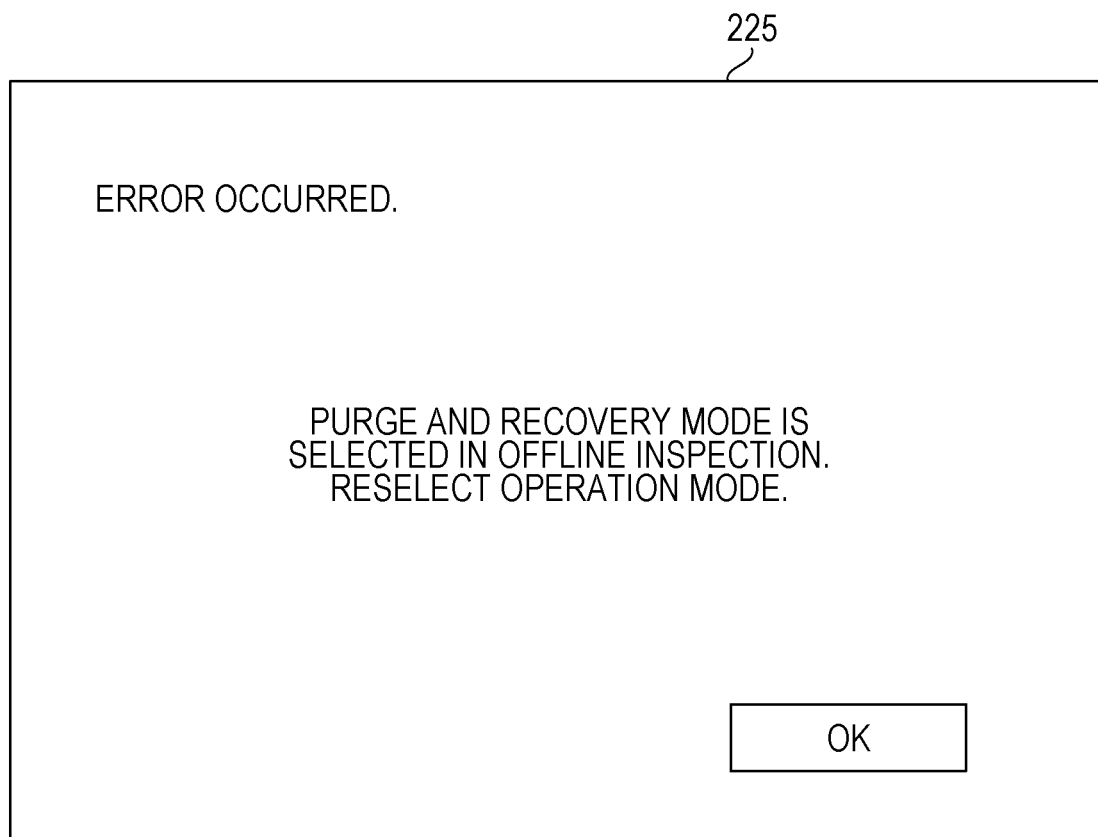 225
ERROR OCCURRED.
PURGE AND RECOVERY MODE IS
SELECTED IN OFFLINE INSPECTION.
RESELECT OPERATION MODE.
OK